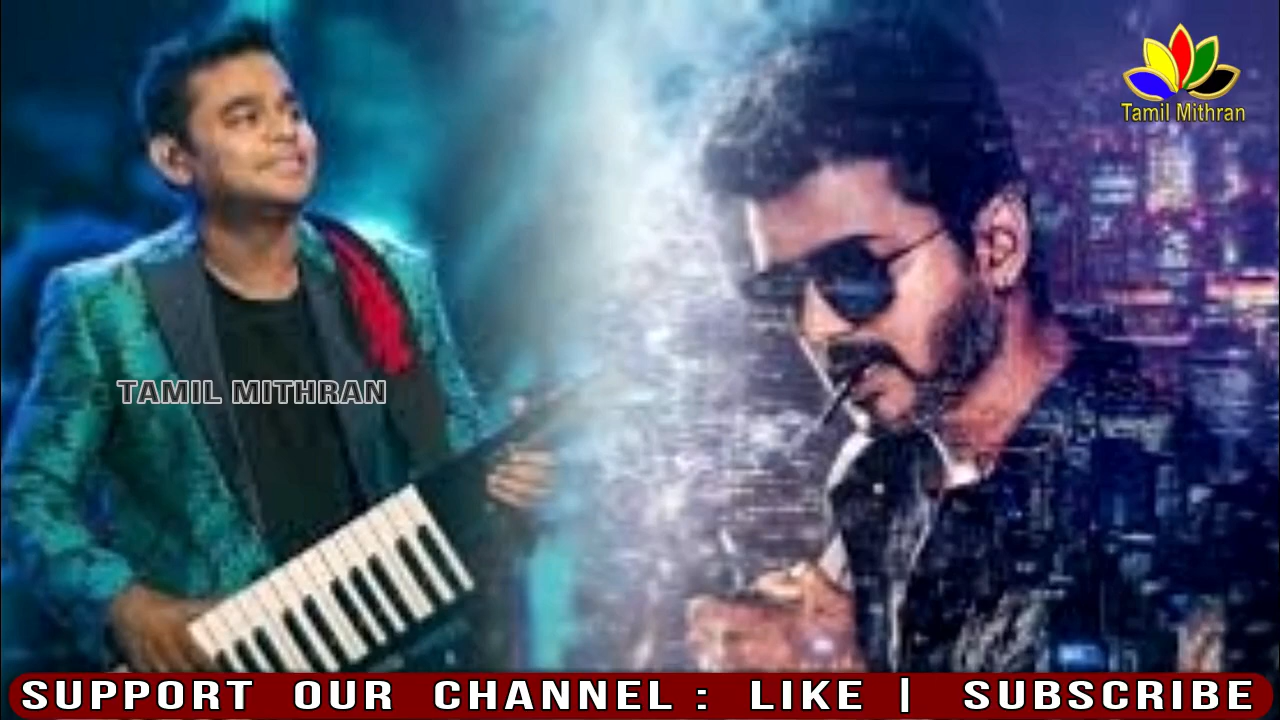 Tamil Mithran
TAMIL MITHRAN
SUPPORT OUR CHANNEL : LIKE | SUBSCRIBE